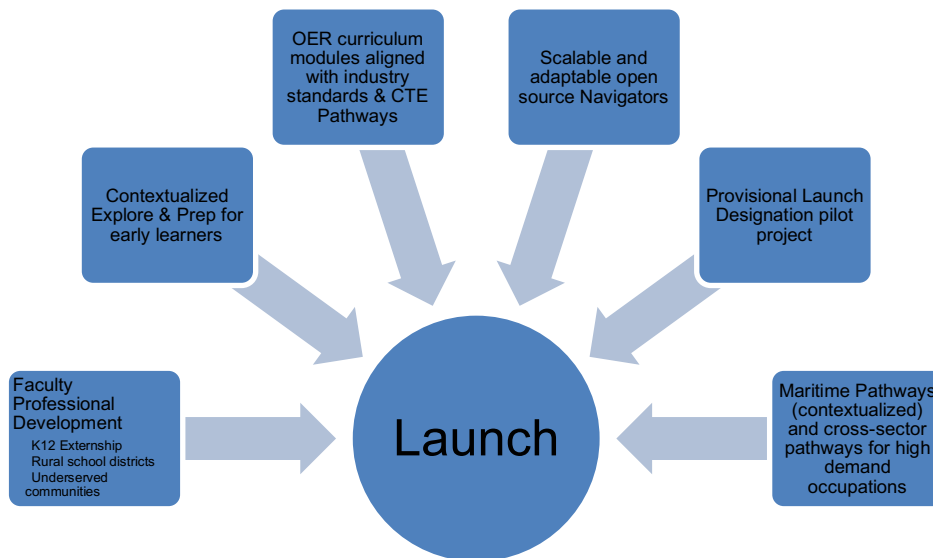 OER curriculum
modules aligned
with industry
standards & CTE
Pathways
Scalable and
adaptable open
source Navigators
Contextualized
Explore & Prep for
early learners
Provisional Launch
Designation pilot
project
Faculty
Professional
Development
K12 Externship
Rural school districts
Underserved
communities
Launch
Maritime Pathways
(contextualized)
and cross-sector
pathways for high
demand
occupations